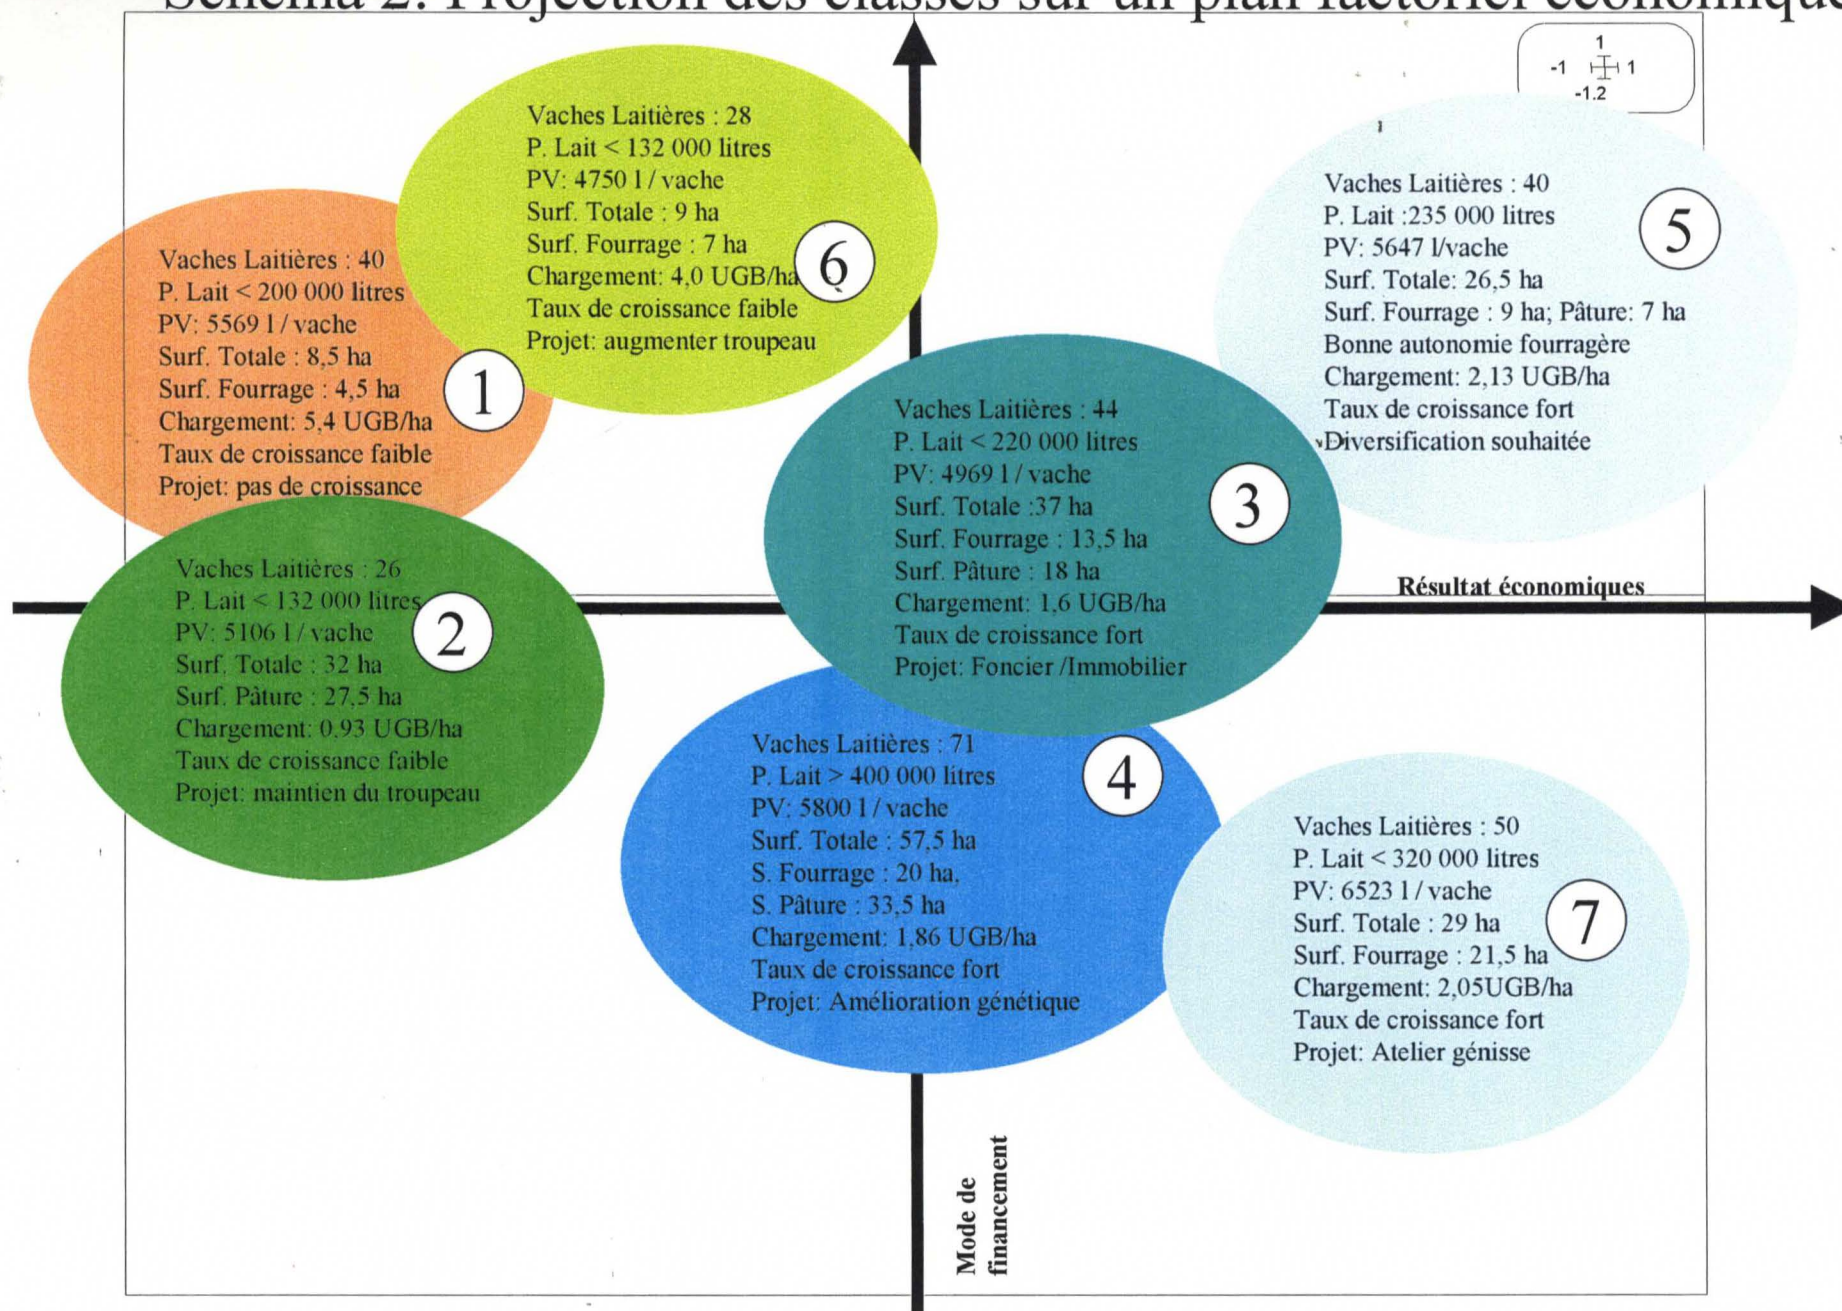 Schéma 2: Projection des classes sur un plan factoriel économique
1
-1 1
-1.2
Vaches Laitières : 28
P. Lait < 132 000 litres
PV: 4750 l / vache
Surf. Totale : 9 ha
Surf. Fourrage : 7 ha
Chargement: 4,0 UGB/ha
Taux de croissance faible
Projet: augmenter troupeau
6
Vaches Laitières : 40
P. Lait :235 000 litres
PV: 5647 l/vache
Surf. Totale: 26,5 ha
Surf. Fourrage : 9 ha; Pâture: 7 ha
Bonne autonomie fourragère
Chargement: 2,13 UGB/ha
Taux de croissance fort
Diversification souhaitée
5
Vaches Laitières : 40
P. Lait < 200 000 litres
PV: 5569 l / vache
Surf. Totale : 8,5 ha
Surf. Fourrage : 4,5 ha
Chargement: 5,4 UGB/ha
Taux de croissance faible
Projet: pas de croissance
1
Vaches Laitières : 44
P. Lait < 220 000 litres
PV: 4969 l / vache
Surf. Totale :37 ha
Surf. Fourrage : 13,5 ha
Surf. Pâture : 18 ha
Chargement: 1,6 UGB/ha
Taux de croissance fort
Projet: Foncier /Immobilier
3
Résultat économiques
Vaches Laitières : 26
P. Lait < 132 000 litres
PV: 5106 l / vache
Surf. Totale : 32 ha
Surf. Pâture : 27,5 ha
Chargement: 0,93 UGB/ha
Taux de croissance faible
Projet: maintien du troupeau
2
Vaches Laitières : 71
P. Lait > 400 000 litres
PV: 5800 l / vache
Surf. Totale : 57,5 ha
S. Fourrage : 20 ha,
S. Pâture : 33,5 ha
Chargement: 1,86 UGB/ha
Taux de croissance fort
Projet: Amélioration génétique
4
Vaches Laitières : 50
P. Lait < 320 000 litres
PV: 6523 l / vache
Surf. Totale : 29 ha
Surf. Fourrage : 21,5 ha
Chargement: 2,05UGB/ha
Taux de croissance fort
Projet: Atelier génisse
7
Mode de
financement